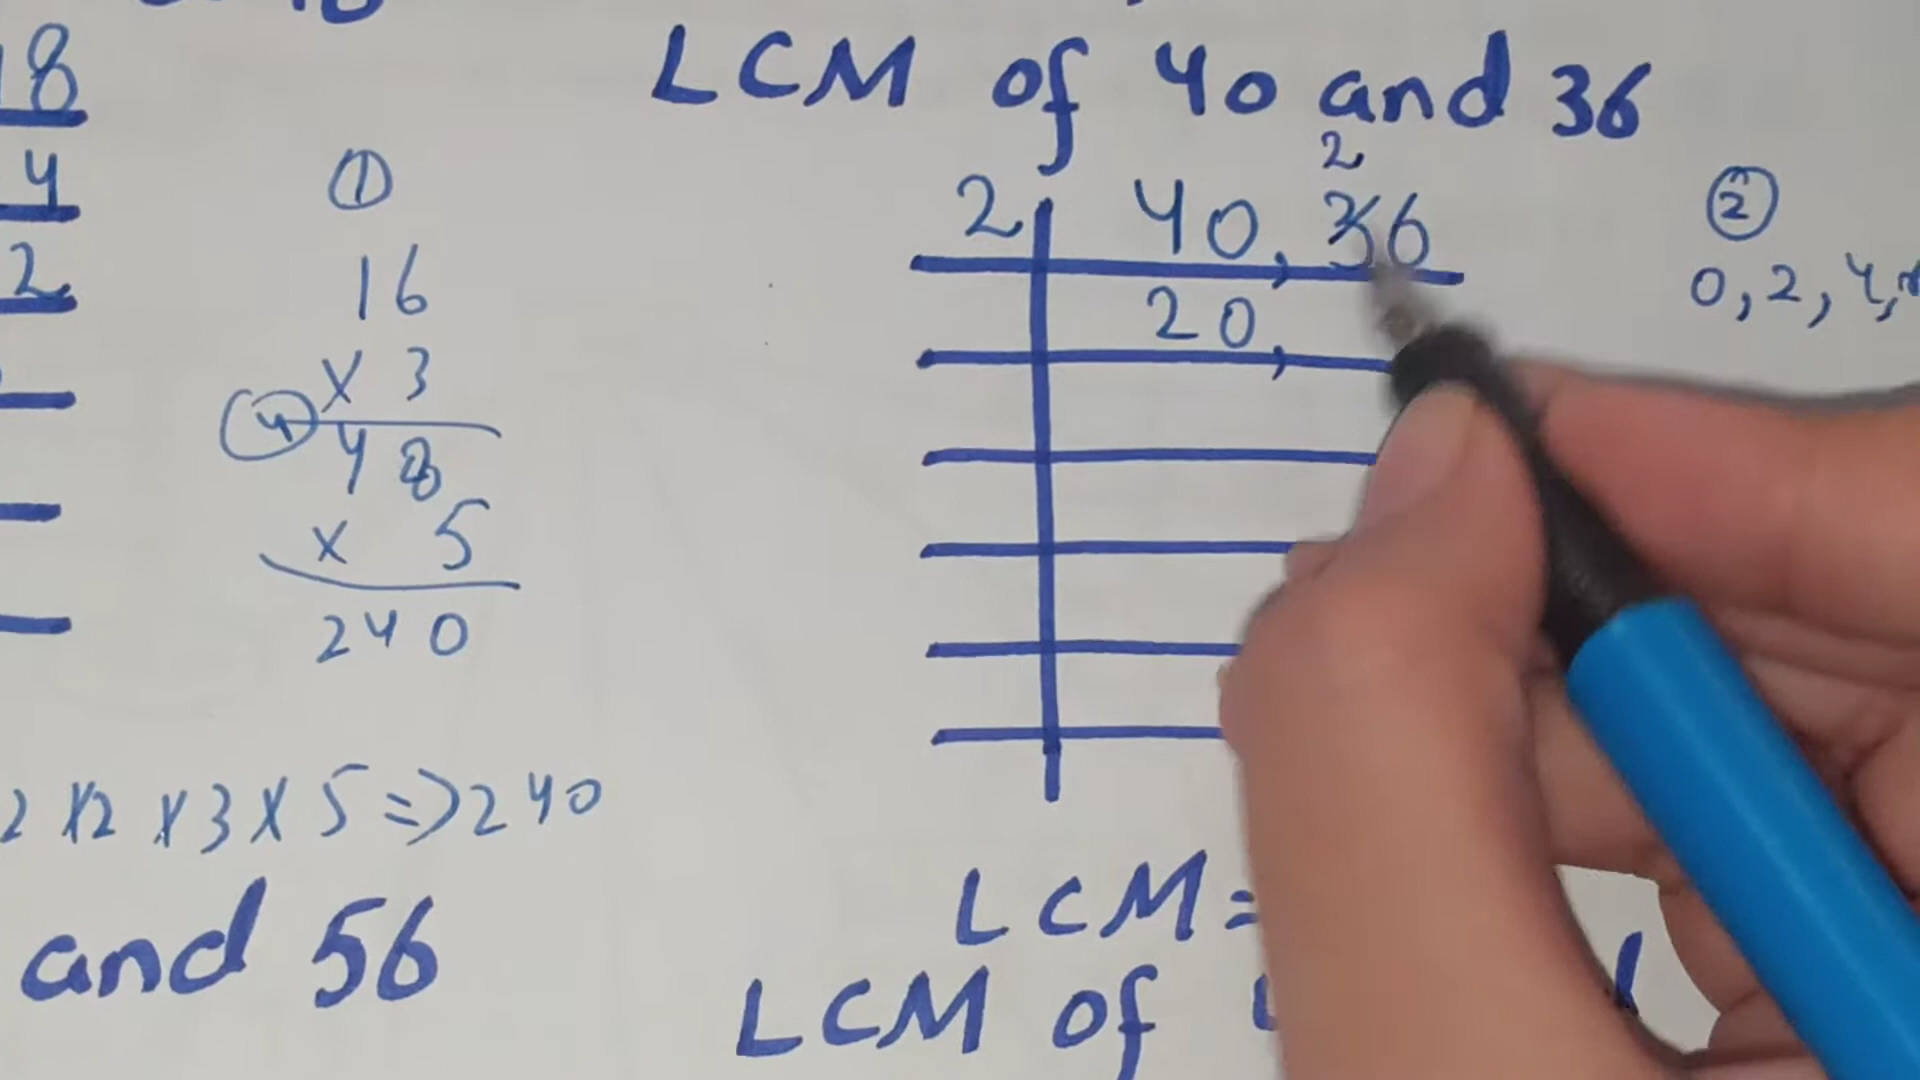 18
4
2
1
16
x 3
4
48
x 5
240
2 x2 x3 x 5 => 240
and 56
LCM of 40 and 36
2
2 40, 36
20,
2
0, 2, 4,
LCM=
LCM of